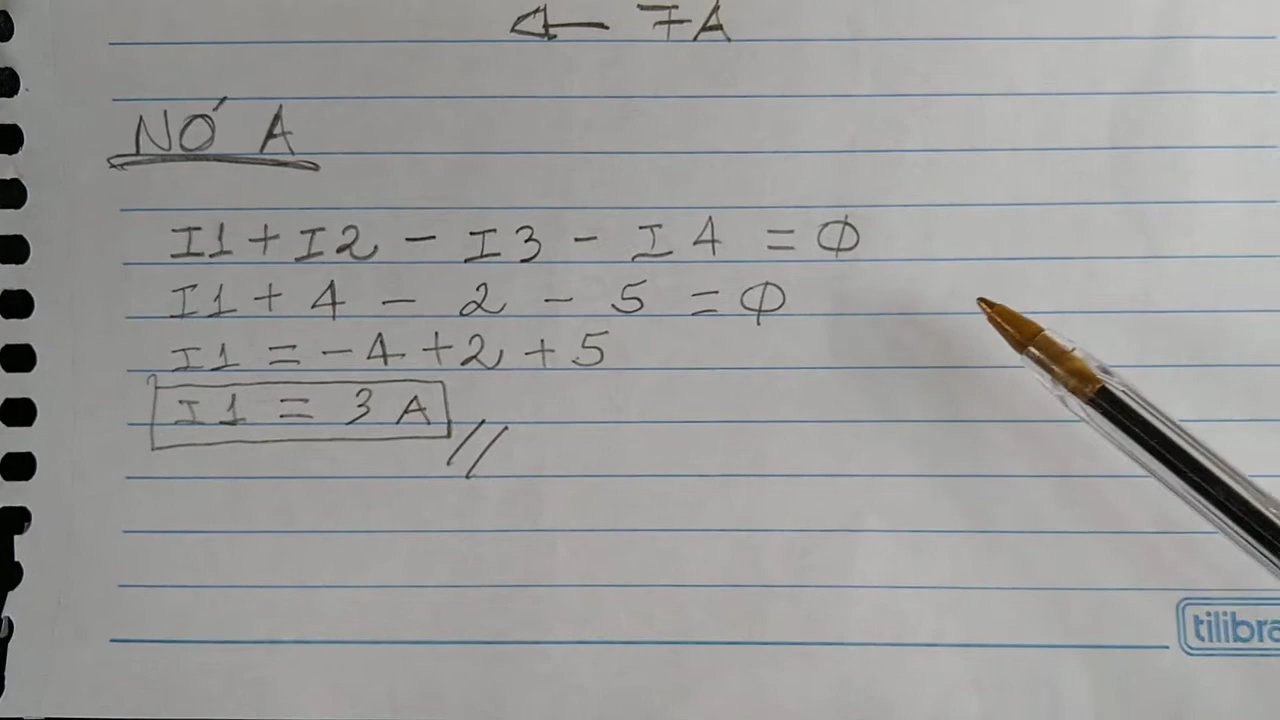 7A
NÓ A
I1 + I2 - I3 - I4 = Ø
I1 + 4 - 2 - 5 = Ø
I1 = -4 + 2 + 5
I1 = 3 A //
tilibra